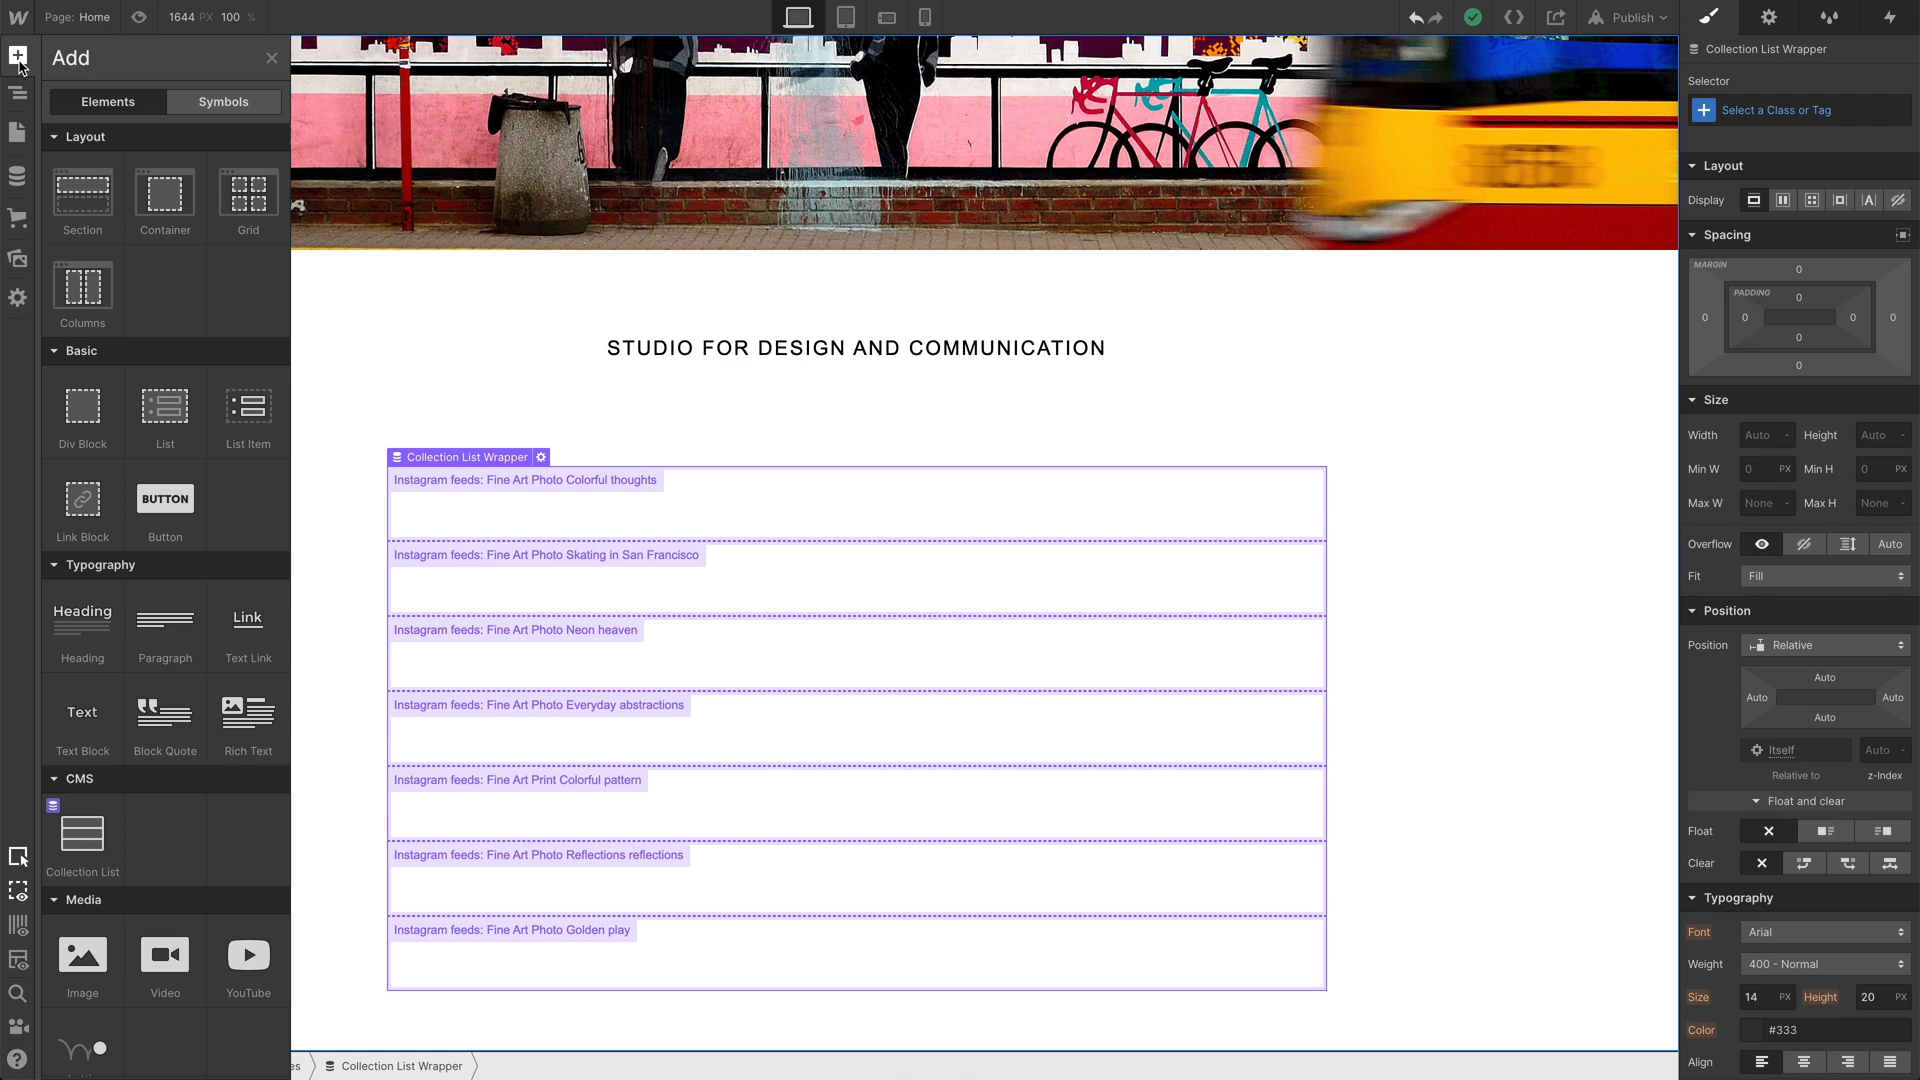 Page: Home
1644 PX 100 %
Publish
Add
Elements
Symbols
Layout
Section
Container
Grid
Columns
Basic
Div Block
List
List Item
BUTTON
Link Block
Button
Typography
Heading
Link
Heading
Paragraph
Text Link
Text
Text Block
Block Quote
Rich Text
CMS
Collection List
Media
Image
Video
YouTube
STUDIO FOR DESIGN AND COMMUNICATION
Collection List Wrapper
Instagram feeds: Fine Art Photo Colorful thoughts
Instagram feeds: Fine Art Photo Skating in San Francisco
Instagram feeds: Fine Art Photo Neon heaven
Instagram feeds: Fine Art Photo Everyday abstractions
Instagram feeds: Fine Art Print Colorful pattern
Instagram feeds: Fine Art Photo Reflections reflections
Instagram feeds: Fine Art Photo Golden play
es
Collection List Wrapper
Collection List Wrapper
Selector
Select a Class or Tag
Layout
Display
Spacing
MARGIN
0
PADDING
0
0 0 0 0
0
0
Size
Width Auto - Height Auto -
Min W 0 PX Min H 0 PX
Max W None - Max H None -
Overflow Auto
Fit Fill
Position
Position Relative
Auto
Auto Auto
Auto
Itself Auto -
Relative to z-Index
Float and clear
Float
Clear
Typography
Font Arial
Weight 400 - Normal
Size 14 PX Height 20 PX
Color #333
Align